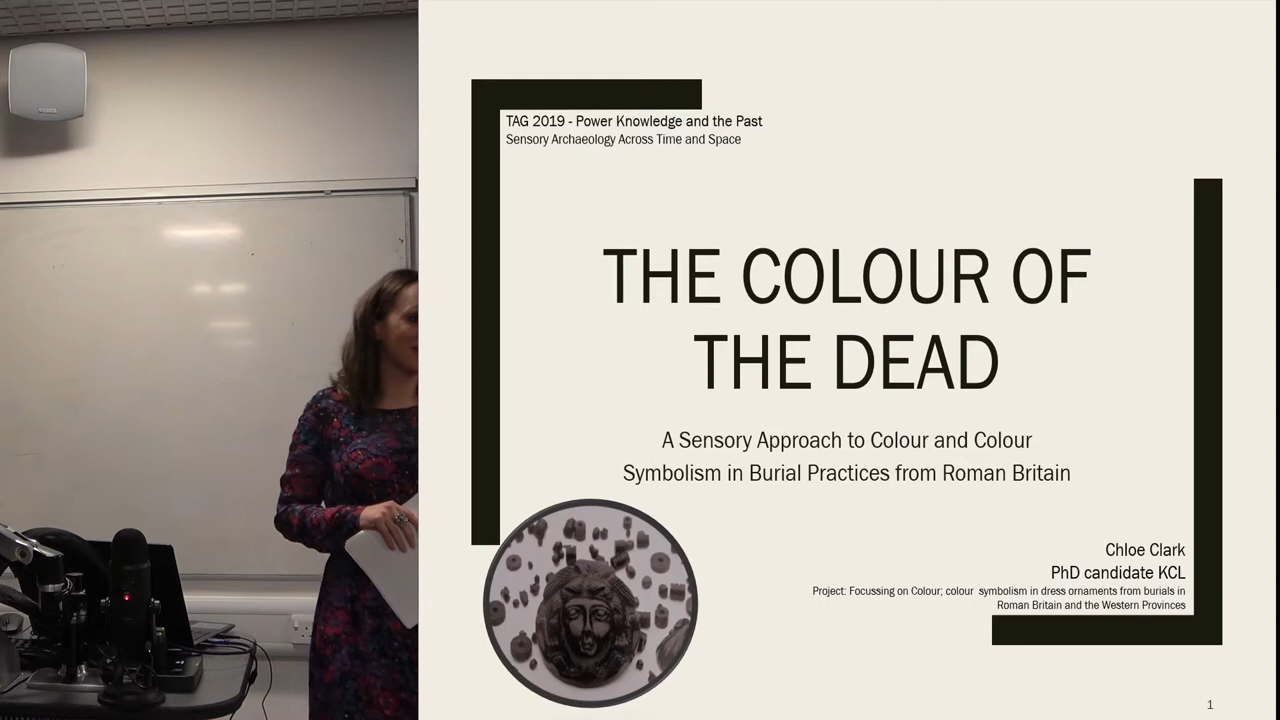 TAG 2019 - Power Knowledge and the Past
Sensory Archaeology Across Time and Space
THE COLOUR OF
THE DEAD
A Sensory Approach to Colour and Colour
Symbolism in Burial Practices from Roman Britain
Chloe Clark
PhD candidate KCL
Project: Focussing on Colour; colour symbolism in dress ornaments from burials in
Roman Britain and the Western Provinces
1